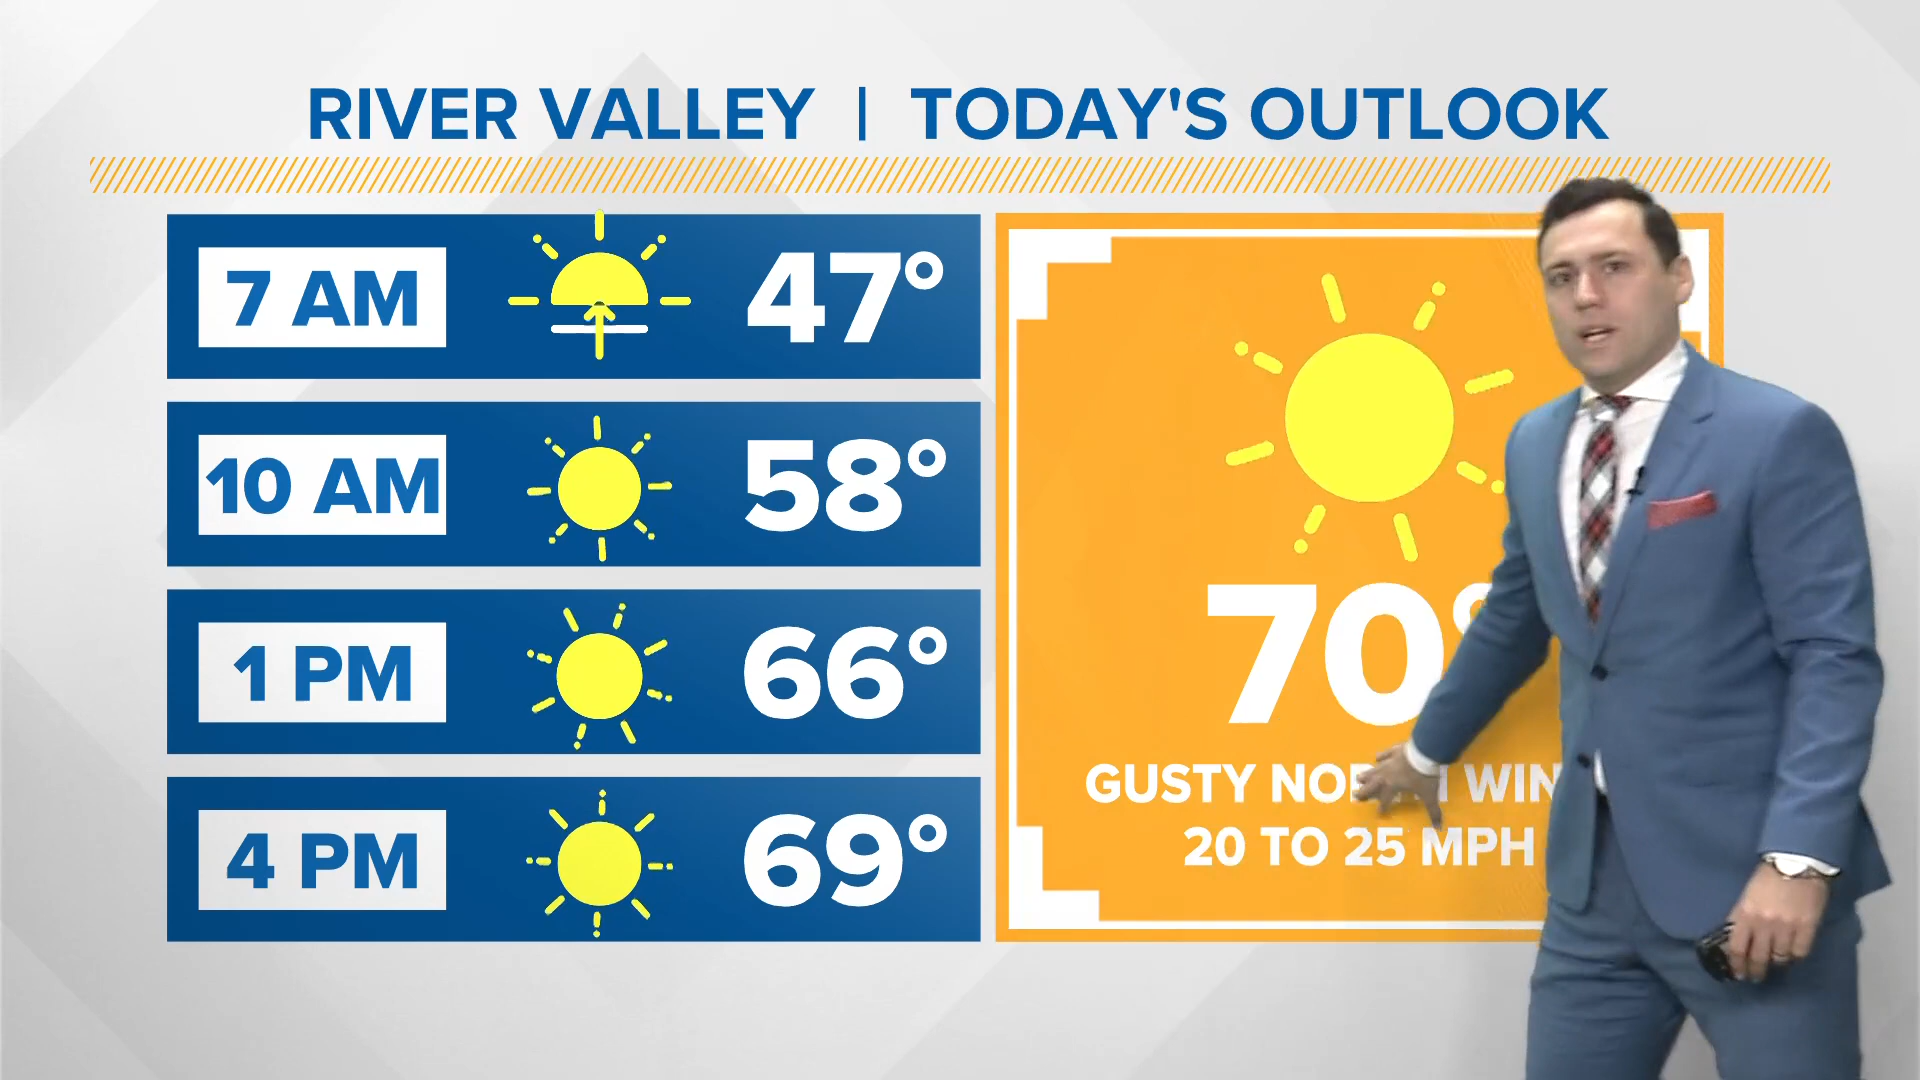 RIVER VALLEY | TODAY'S OUTLOOK
7 AM 47°
10 AM 58°
1 PM 66°
4 PM 69°
70°
GUSTY
20 TO 25 MPH